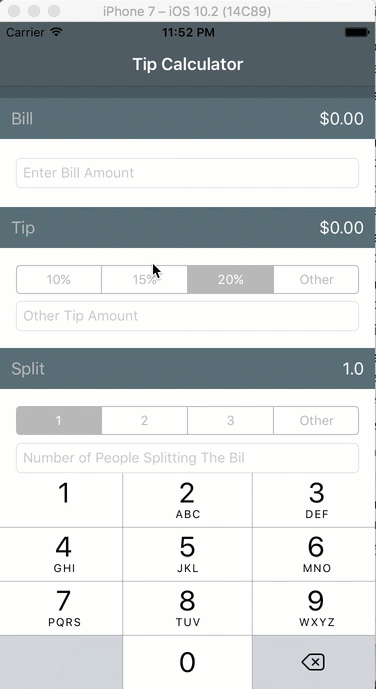 iPhone 7 – iOS 10.2 (14C89)
Carrier 11:52 PM
Tip Calculator
Bill $0.00
Enter Bill Amount
Tip $0.00
10% 15% 20% Other
Other Tip Amount
Split 1.0
1 2 3 Other
Number of People Splitting The Bil
1 2 3
ABC DEF
4 5 6
GHI JKL MNO
7 8 9
PQRS TUV WXYZ
0